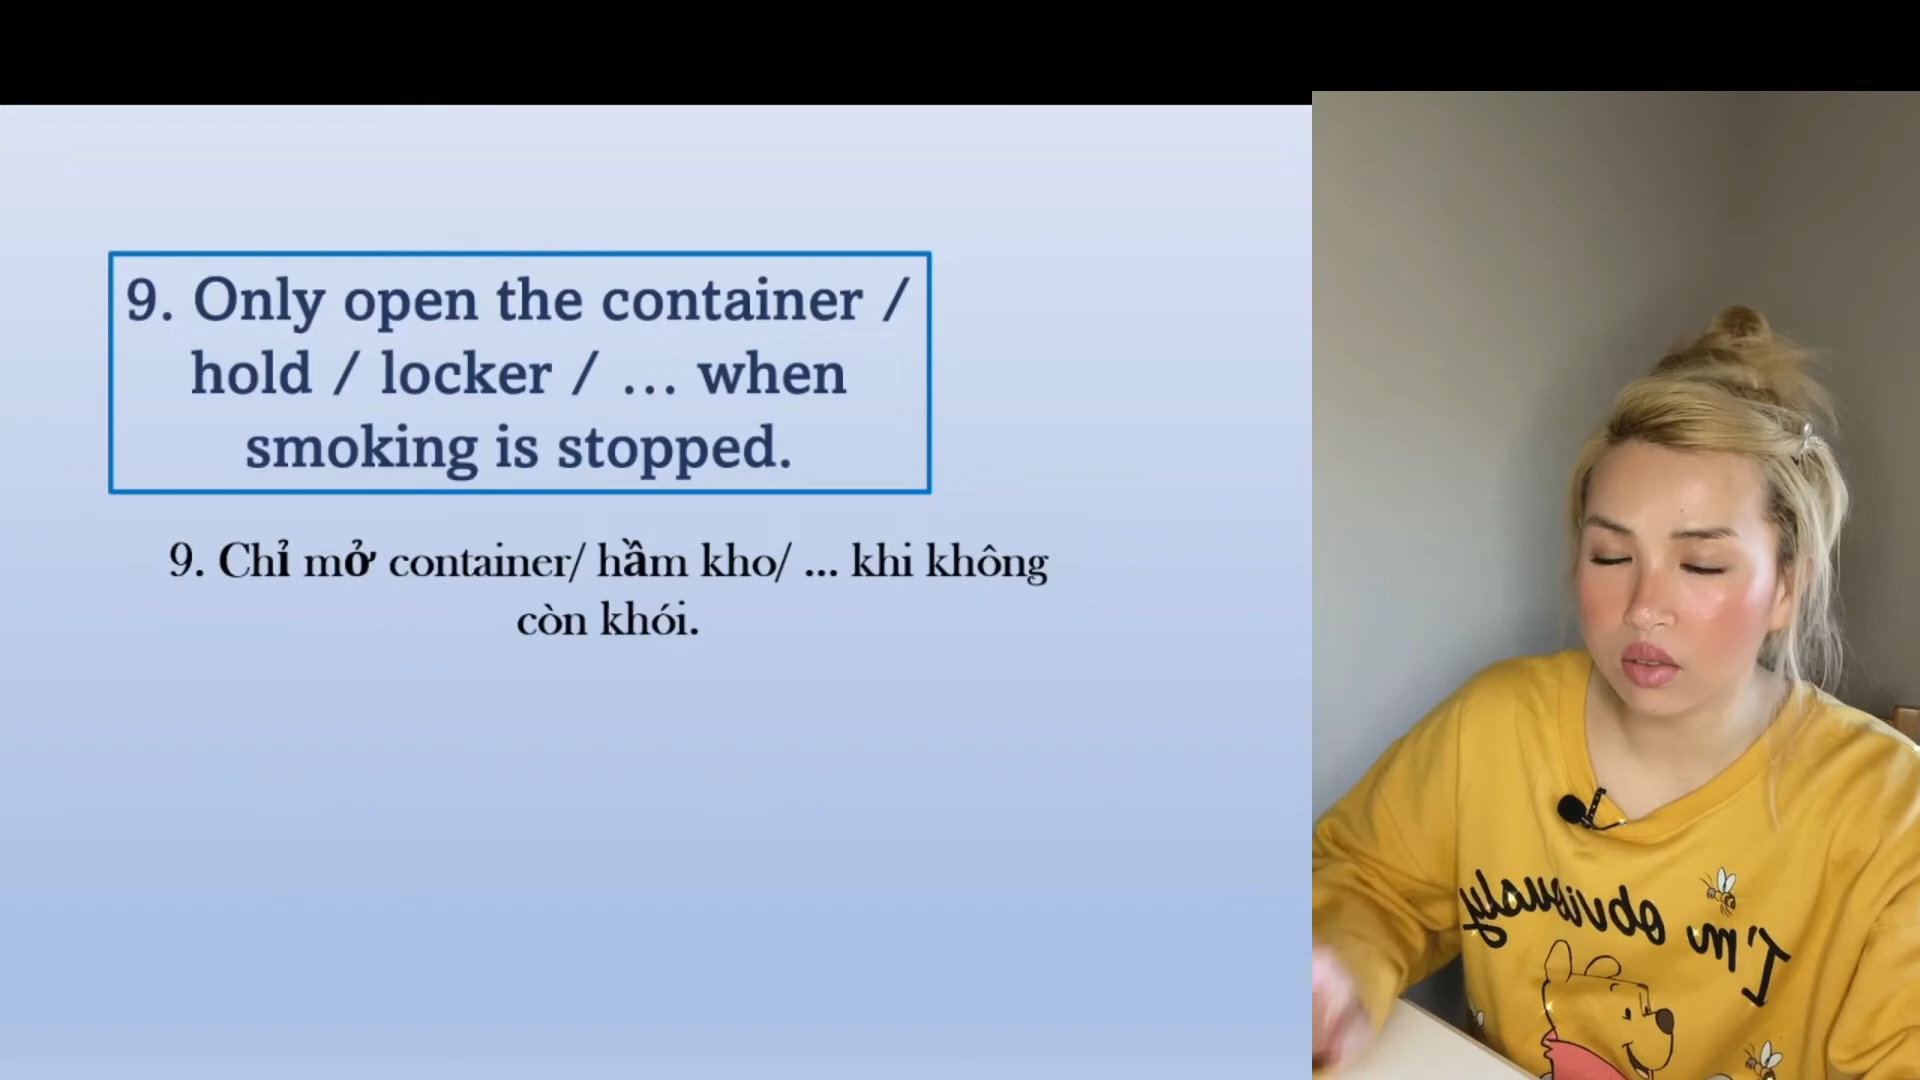 9. Only open the container /
hold / locker / … when
smoking is stopped.
9. Chỉ mở container/ hầm kho/ ... khi không
còn khói.
I'm obviously